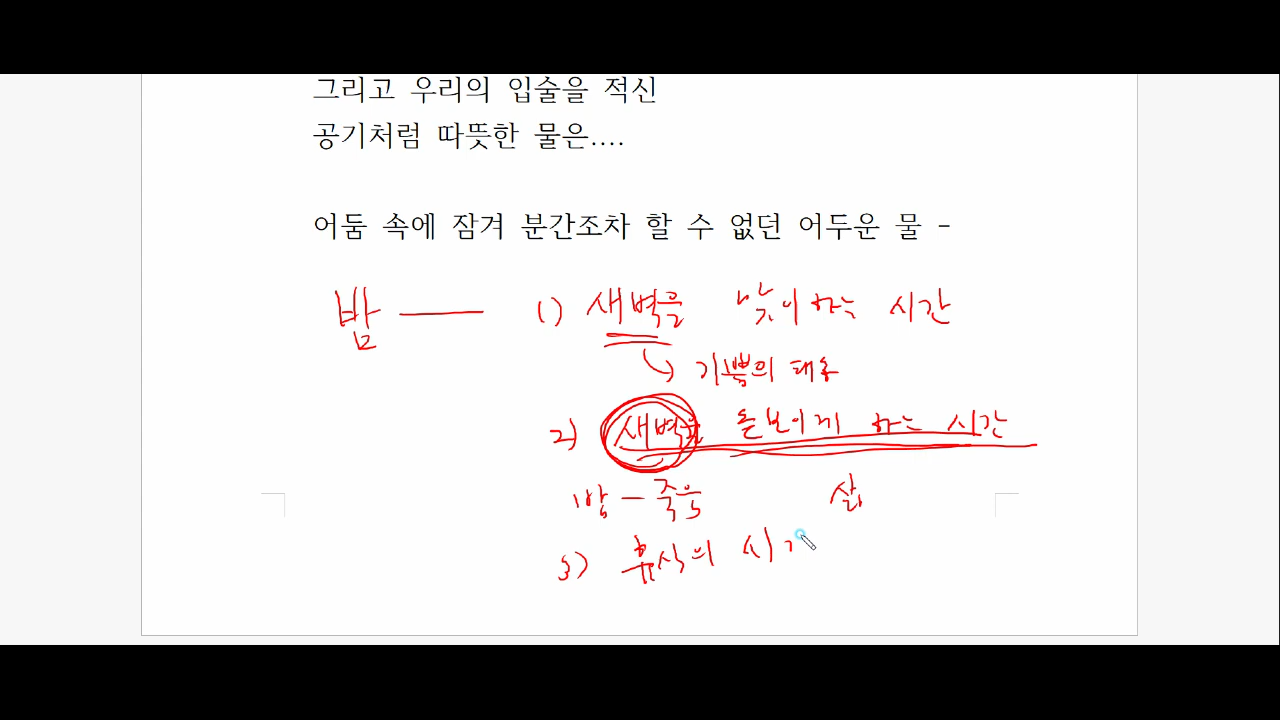 그리고 우리의 입술을 적신
공기처럼 따뜻한 물은....
어둠 속에 잠겨 분간조차 할 수 없던 어두운 물 -
밤 — 1) 새벽을 맞이하는 시간
기쁨의 태동
2) 새벽을 돋보이게 하는 시간
밤 - 죽음 삶
3) 휴식의 시